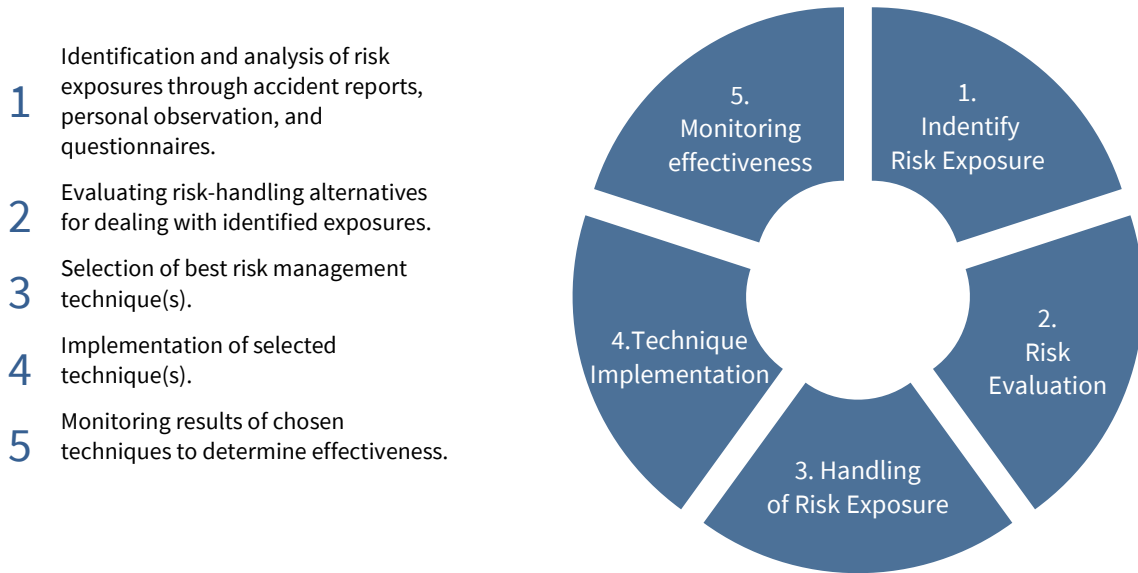 1
Identification and analysis of risk
exposures through accident reports,
personal observation, and
questionnaires.
2
Evaluating risk-handling alternatives
for dealing with identified exposures.
3
Selection of best risk management
technique(s).
4
Implementation of selected
technique(s).
5
Monitoring results of chosen
techniques to determine effectiveness.
1.
Indentify
Risk Exposure
2.
Risk
Evaluation
3. Handling
of Risk Exposure
4.Technique
Implementation
5.
Monitoring
effectiveness